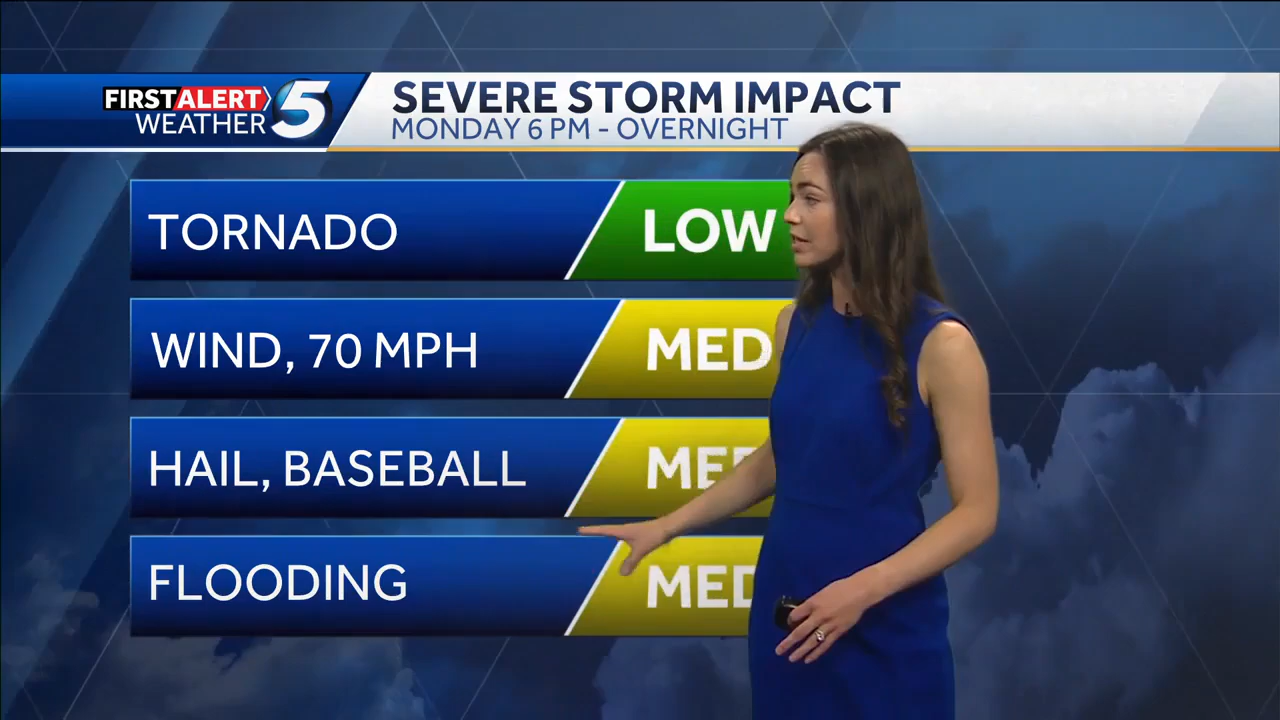 FIRST ALERT
WEATHER 5
SEVERE STORM IMPACT
MONDAY 6 PM - OVERNIGHT
TORNADO LOW
WIND, 70 MPH MED
HAIL, BASEBALL MED
FLOODING MED